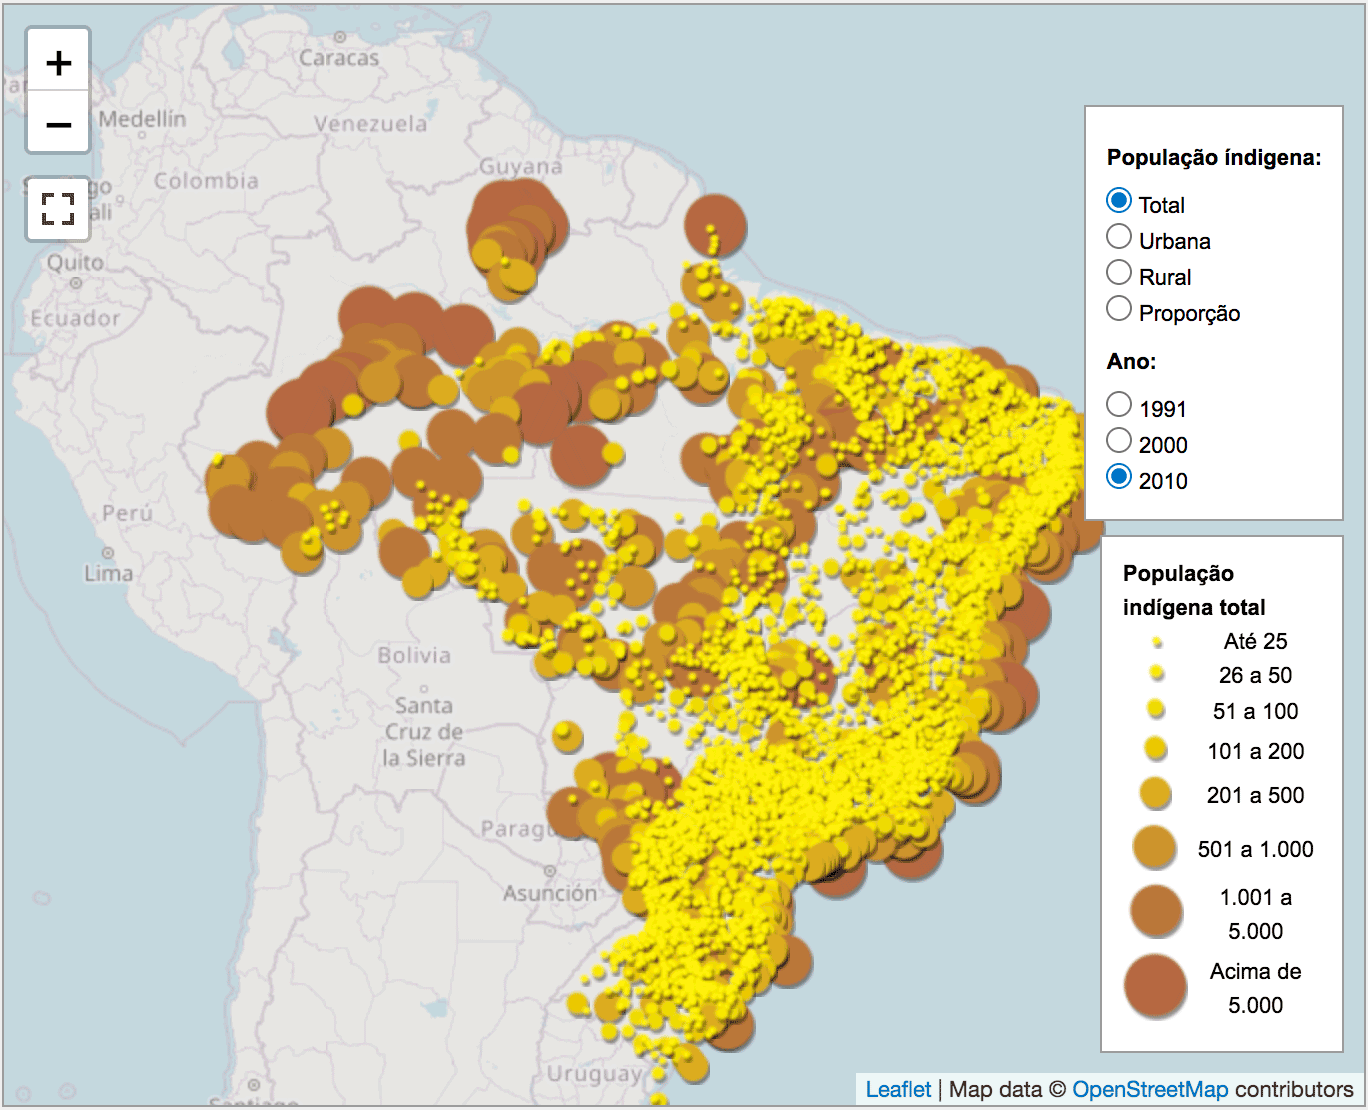 +
−
Caracas
Medellín
Venezuela
Guyana
Colombia
Quito
Ecuador
Perú
Lima
Bolivia
Santa
Cruz de
la Sierra
Asunción
Uruguay
População índigena:
Total
Urbana
Rural
Proporção
Ano:
1991
2000
2010
População
indígena total
Até 25
26 a 50
51 a 100
101 a 200
201 a 500
501 a 1.000
1.001 a
5.000
Acima de
5.000
Leaflet | Map data © OpenStreetMap contributors